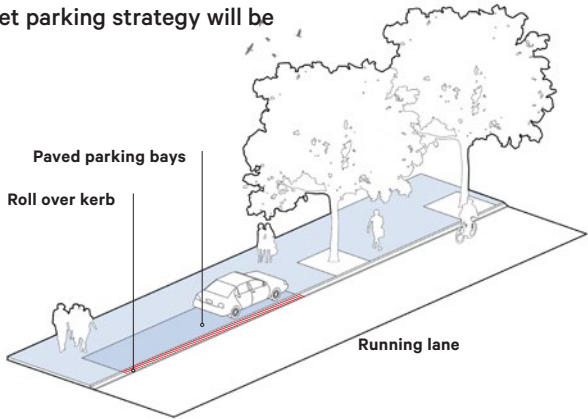 et parking strategy will be
Paved parking bays
Roll over kerb
Running lane